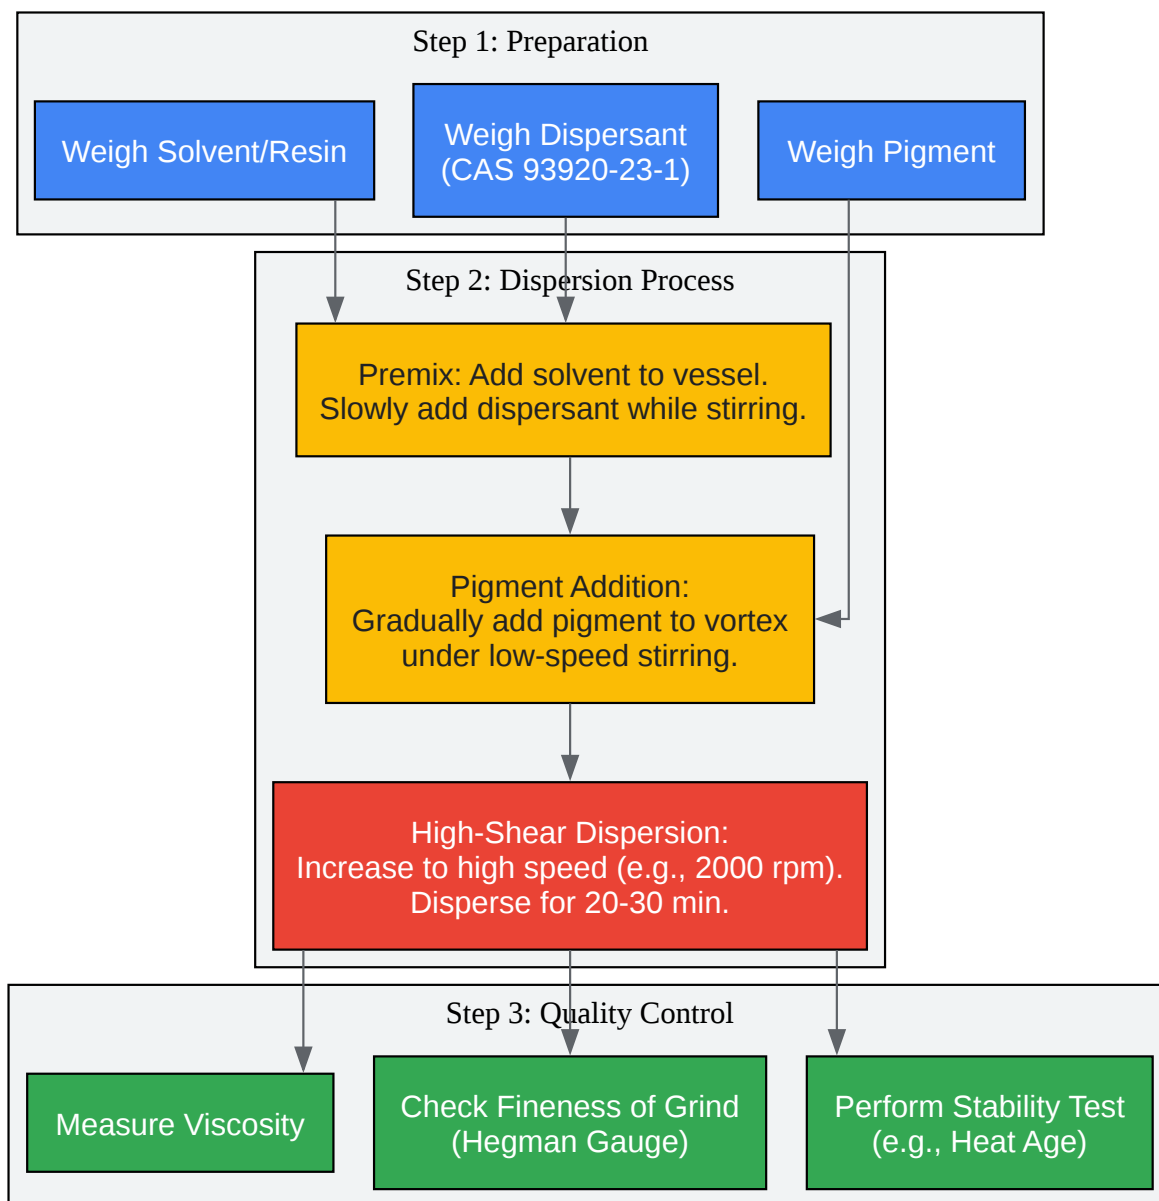 Step 1: Preparation
Weigh Solvent/Resin
Weigh Dispersant
(CAS 93920-23-1)
Weigh Pigment
Step 2: Dispersion Process
Premix: Add solvent to vessel.
Slowly add dispersant while stirring.
Pigment Addition:
Gradually add pigment to vortex
under low-speed stirring.
High-Shear Dispersion:
Increase to high speed (e.g., 2000 rpm).
Disperse for 20-30 min.
Step 3: Quality Control
Measure Viscosity
Check Fineness of Grind
(Hegman Gauge)
Perform Stability Test
(e.g., Heat Age)